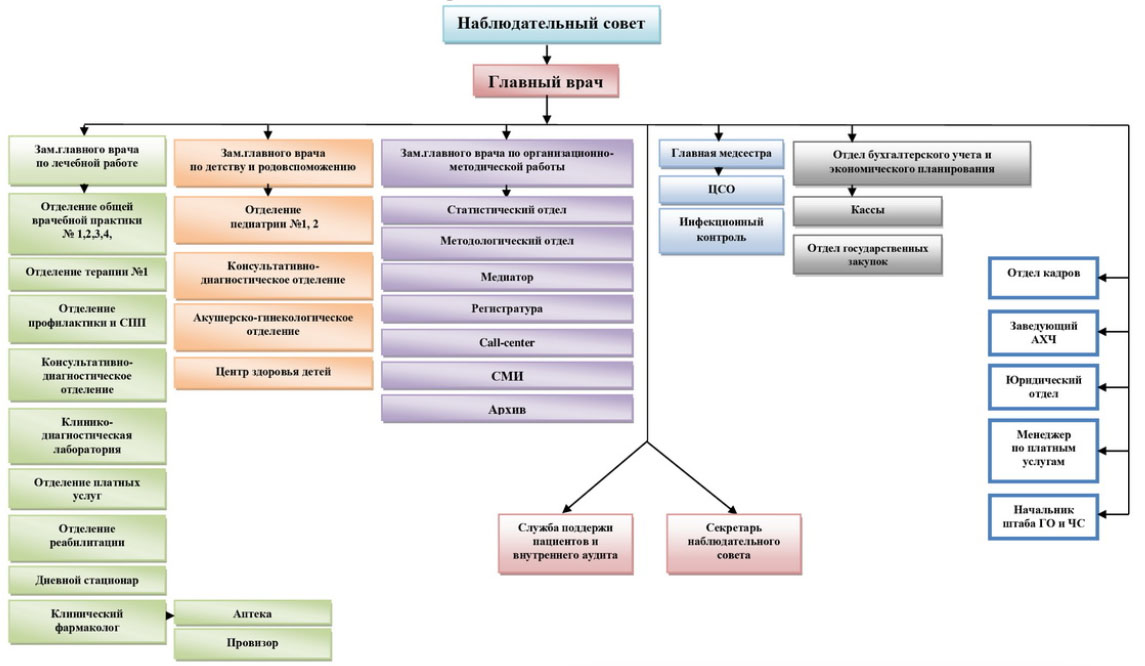 Наблюдательный совет
Главный врач
Зам.главного врача
по лечебной работе
Отделение общей
врачебной практики
№ 1,2,3,4,
Отделение терапии №1
Отделение
профилактики и СПП
Консультативно-
диагностическое
отделение
Клинико-
диагностическая
лаборатория
Отделение платных
услуг
Отделение
реабилитации
Дневной стационар
Клинический
фармаколог
Аптека
Провизор
Зам.главного врача
по детству и родовспоможению
Отделение
педиатрии №1, 2
Консультативно-
диагностическое отделение
Акушерско-гинекологическое
отделение
Центр здоровья детей
Зам.главного врача по организационно-
методической работы
Статистический отдел
Методологический отдел
Медиатор
Регистратура
Call-center
СМИ
Архив
Главная медсестра
ЦСО
Инфекционный
контроль
Отдел бухгалтерского учета и
экономического планирования
Кассы
Отдел государственных
закупок
Служба поддержи
пациентов и
внутреннего аудита
Секретарь
наблюдательного
совета
Отдел кадров
Заведующий
АХЧ
Юридический
отдел
Менеджер
по платным
услугам
Начальник
штаба ГО и ЧС